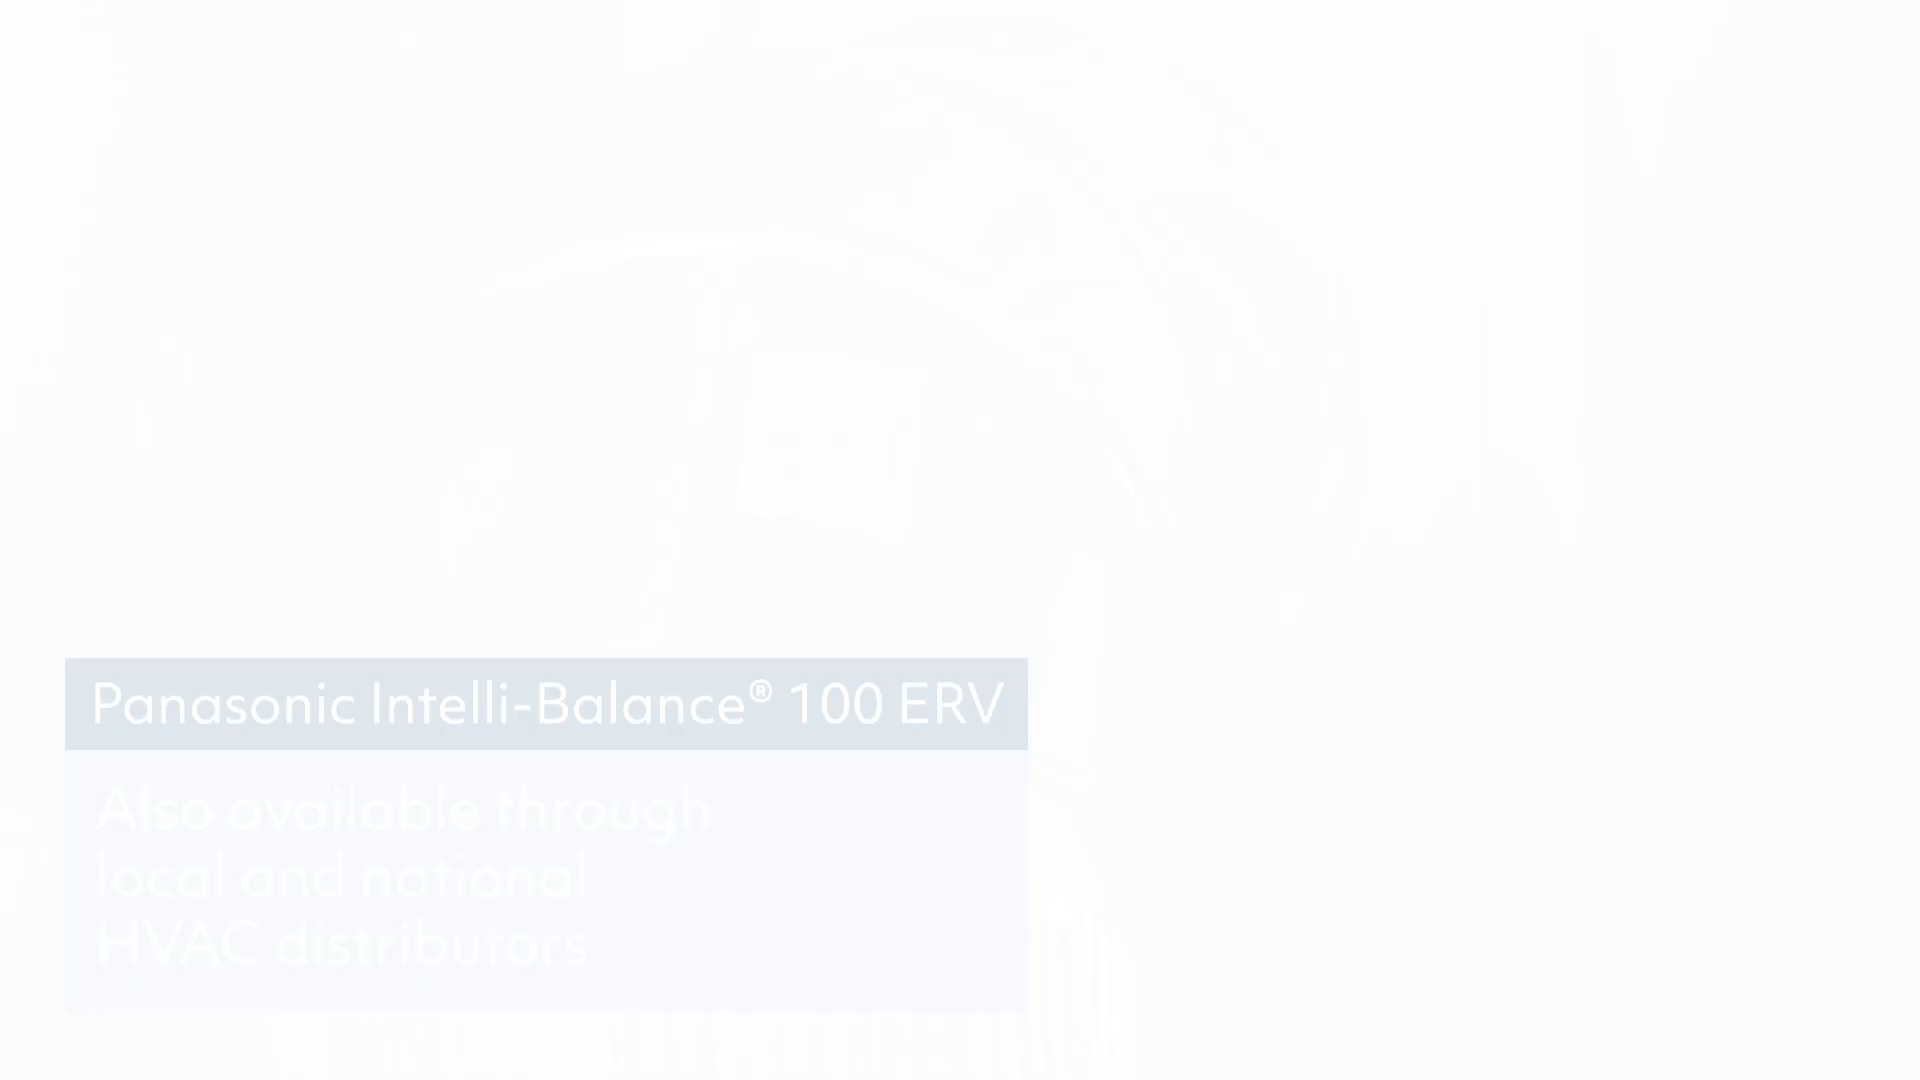 Panasonic Intelli-Balance® 100 ERV
Also available through
local and national
HVAC distributors